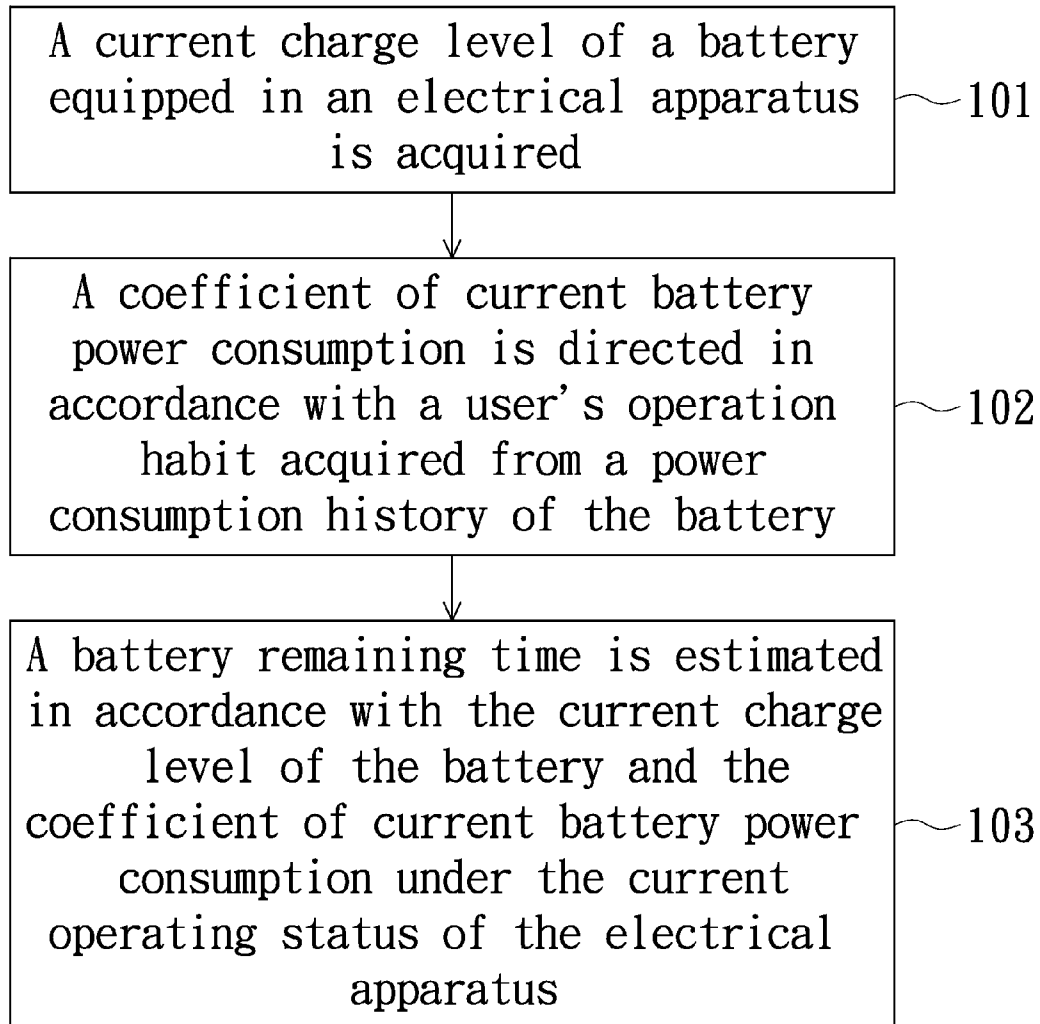 A current charge level of a battery
equipped in an electrical apparatus
is acquired
101
A coefficient of current battery
power consumption is directed in
accordance with a user's operation
habit acquired from a power
consumption history of the battery
102
A battery remaining time is estimated
in accordance with the current charge
level of the battery and the
coefficient of current battery power
consumption under the current
operating status of the electrical
apparatus
103